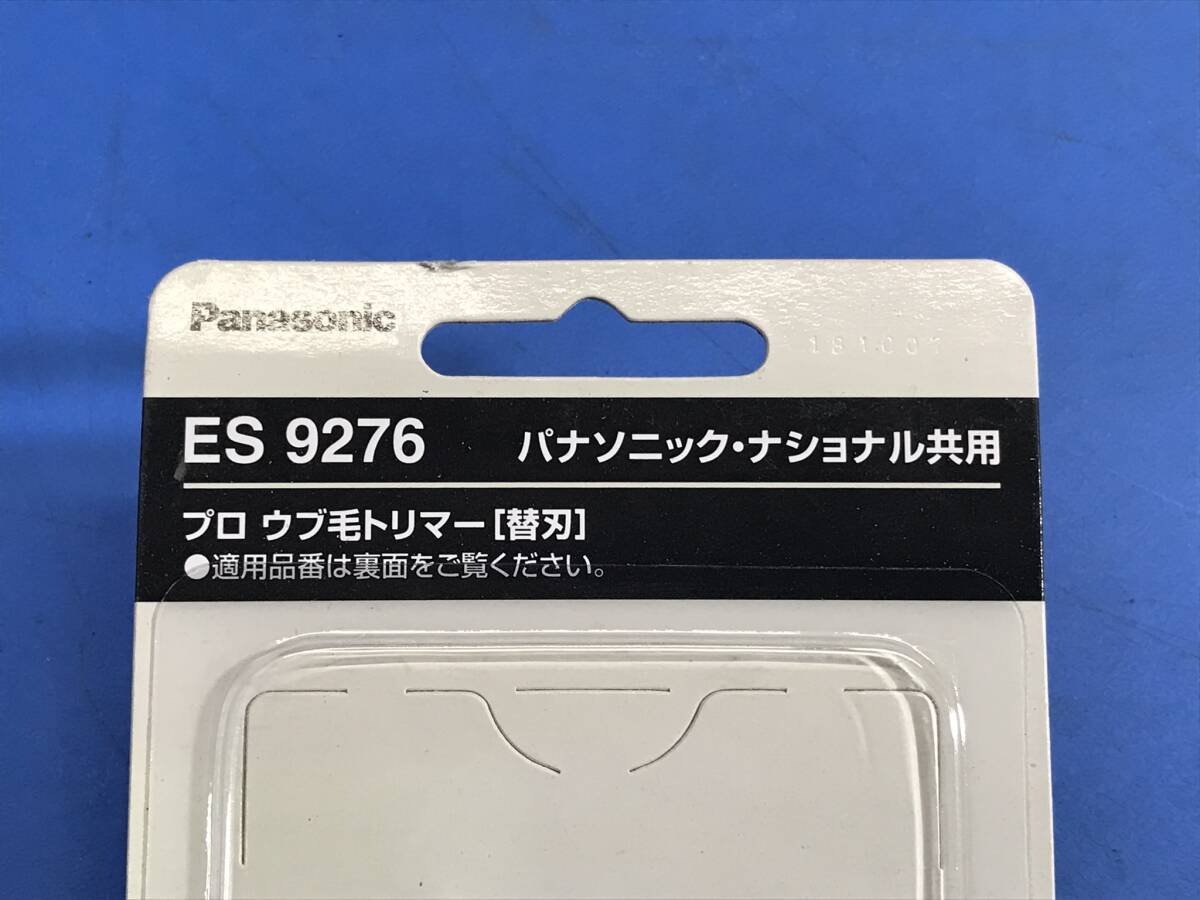 Panasonic
181001
ES 9276 パナソニック・ナショナル共用
プロ ウブ毛トリマー[替刃]
●適用品番は裏面をご覧ください。